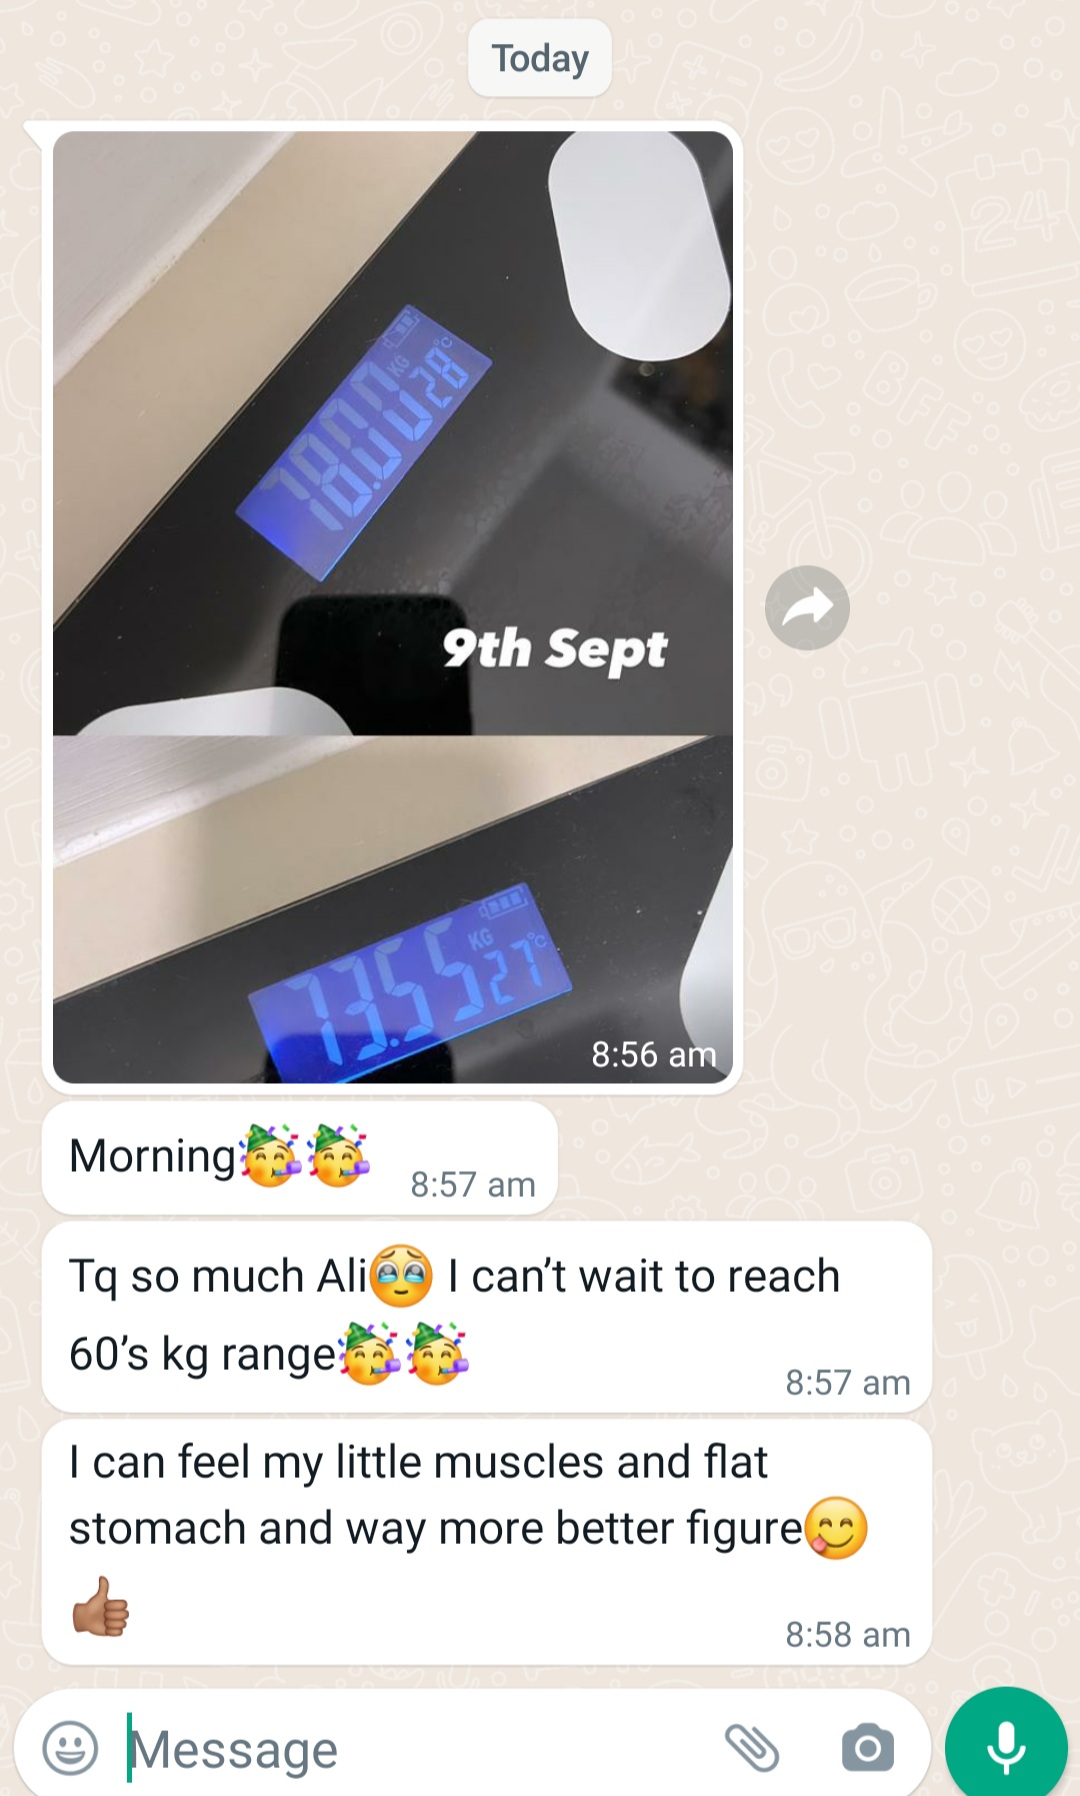 Today
78.00
KG
28°C
9th Sept
73.55
KG
27°C
8:56 am
Morning🥳🥳
8:57 am
Tq so much Ali🥹 I can’t wait to reach
60’s kg range🥳🥳
8:57 am
I can feel my little muscles and flat
stomach and way more better figure😋
👍🏾
8:58 am
Message